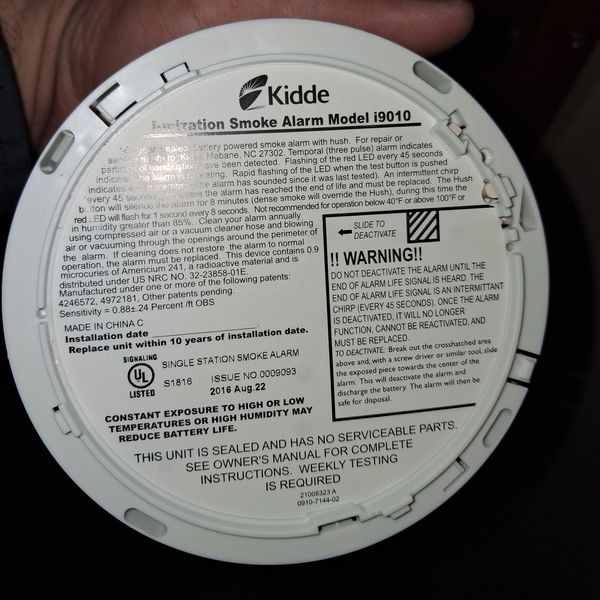 Kidde
Ionization Smoke Alarm Model i9010
battery powered smoke alarm with hush. For repair or
Mabane, NC 27302. Temporal (three pulse) alarm indicates
have been detected. Flashing of the red LED every 45 seconds
indicates the alarm is operating. Rapid flashing of the LED when the test button is pushed
indicates memory. the alarm has sounded since it was last tested). An intermittent chirp
every 45 seconds indicates the alarm has reached the end of life and must be replaced. The Hush
button will silence the alarm for 8 minutes (dense smoke will override the Hush), during this time the
red LED will flash for 1 second every 8 seconds. Not recommended for operation below 40°F or above 100°F or
in humidity greater than 85%. Clean your alarm annually
using compressed air or a vacuum cleaner hose and blowing
air or vacuuming through the openings around the perimeter of
the alarm. If cleaning does not restore the alarm to normal
operation, the alarm must be replaced. This device contains 0.9
microcuries of Americium 241, a radioactive material and is
distributed under US NRC NO. 32-23858-01E.
Manufactured under one or more of the following patents:
4246572, 4972181, Other patents pending.
Sensitivity = 0.88±.24 Percent /ft OBS
MADE IN CHINA C
Installation date
Replace unit within 10 years of installation date.
SIGNALING
UL
LISTED
SINGLE STATION SMOKE ALARM
S1816 ISSUE NO.0009093
2016 Aug.22
CONSTANT EXPOSURE TO HIGH OR LOW
TEMPERATURES OR HIGH HUMIDITY MAY
REDUCE BATTERY LIFE.
SLIDE TO
DEACTIVATE
!! WARNING!!
DO NOT DEACTIVATE THE ALARM UNTIL THE
END OF ALARM LIFE SIGNAL IS HEARD. THE
END OF ALARM LIFE SIGNAL IS AN INTERMITTANT
CHIRP (EVERY 45 SECONDS). ONCE THE ALARM
IS DEACTIVATED, IT WILL NO LONGER
FUNCTION, CANNOT BE REACTIVATED, AND
MUST BE REPLACED.
TO DEACTIVATE: Break out the crosshatched area
above and, with a screw driver or similar tool, slide
the exposed piece towards the center of the
alarm. This will deactivate the alarm and
discharge the battery. The alarm will then be
safe for disposal.
THIS UNIT IS SEALED AND HAS NO SERVICEABLE PARTS.
SEE OWNER'S MANUAL FOR COMPLETE
INSTRUCTIONS. WEEKLY TESTING
IS REQUIRED
21008323 A
0910-7144-02